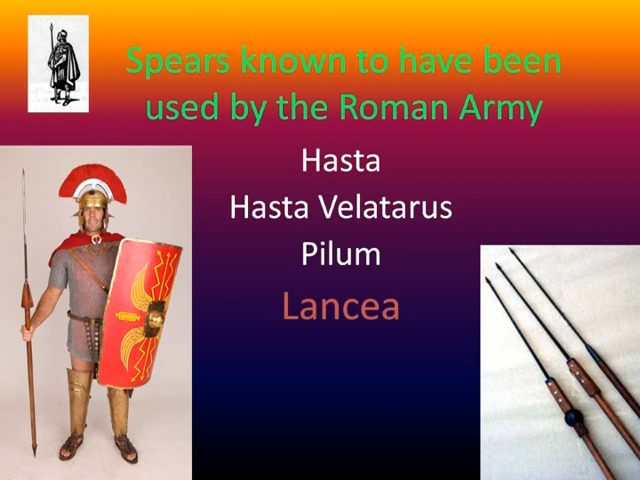 Spears known to have been
used by the Roman Army
Hasta
Hasta Velatarus
Pilum
Lancea